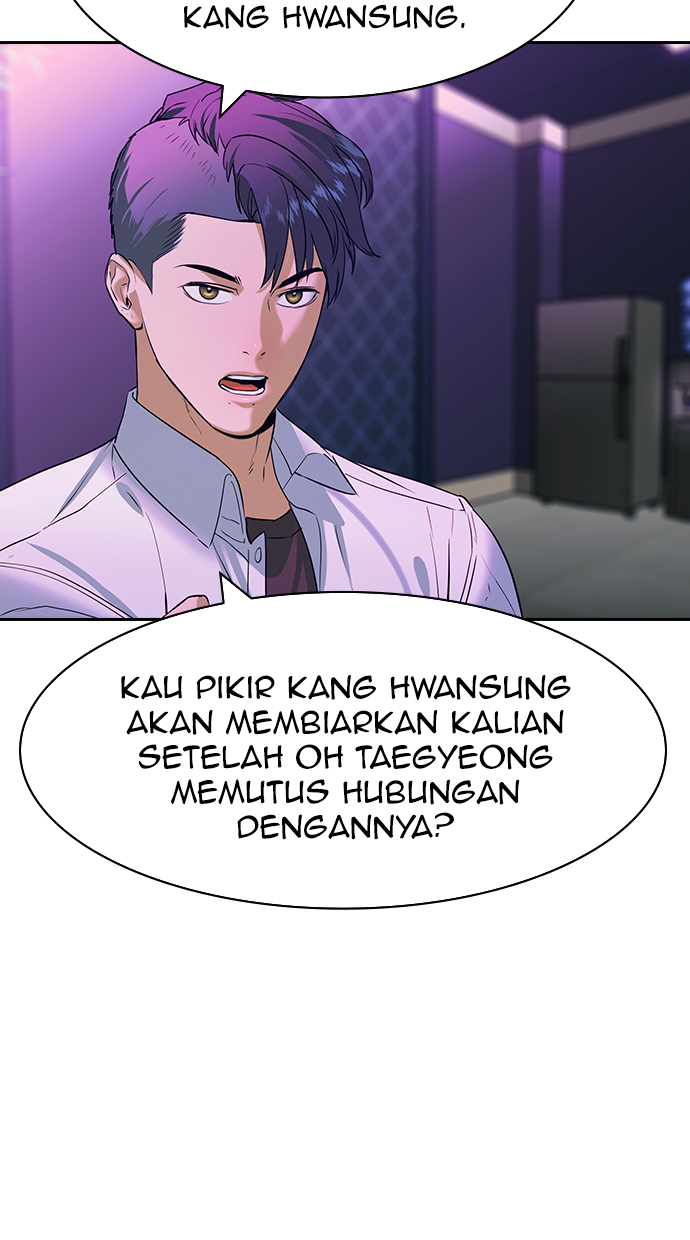 KANG HWANSUNG.
KAU PIKIR KANG HWANSUNG
AKAN MEMBIARKAN KALIAN
SETELAH OH TAEGYEONG
MEMUTUS HUBUNGAN
DENGANNYA?